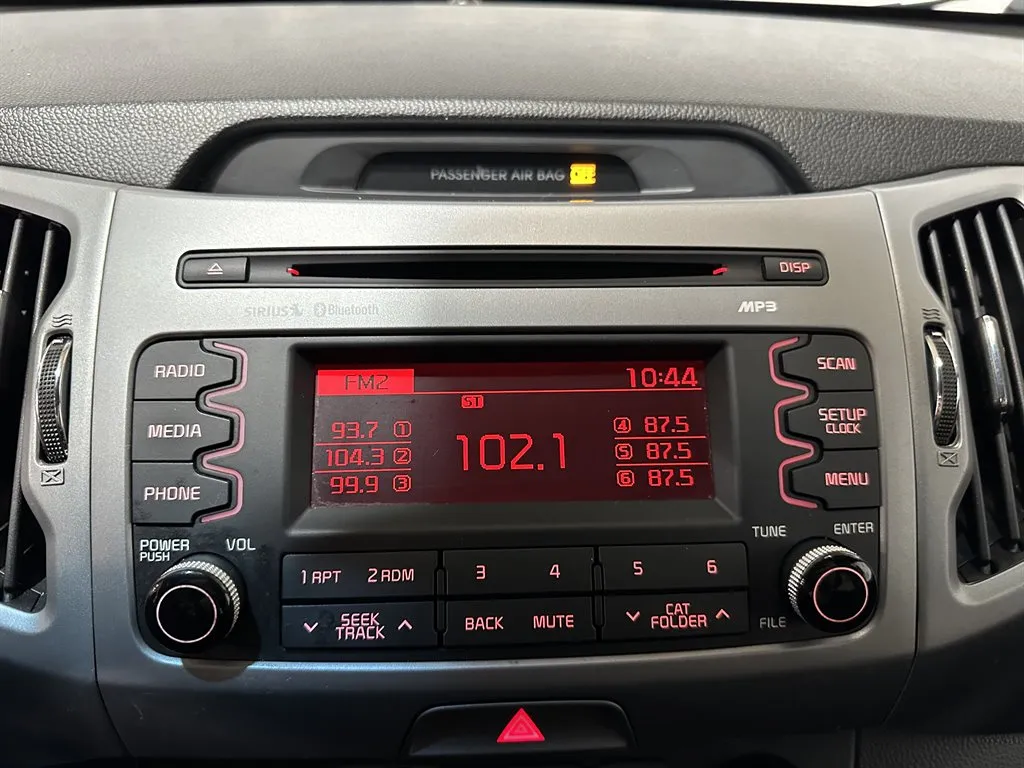 PASSENGER AIR BAG OFF
DISP
SIRIUS Bluetooth
MP3
RADIO
MEDIA
PHONE
FM2 10:44
ST
93.7 1
104.3 2
99.9 3
102.1
4 87.5
5 87.5
6 87.5
SCAN
SETUP
CLOCK
MENU
POWER
PUSH
VOL
1 RPT 2 RDM
3 4
5 6
SEEK
TRACK
BACK MUTE
CAT
FOLDER
TUNE
ENTER
FILE